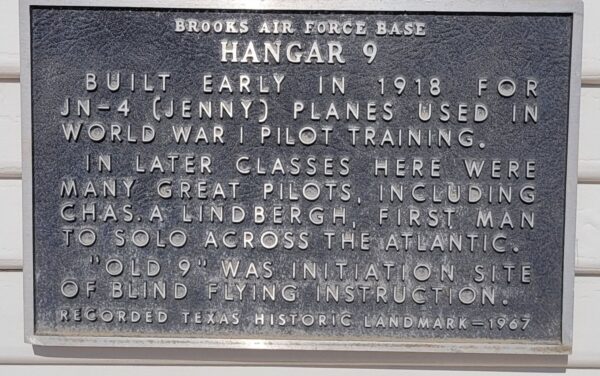 BROOKS AIR FORCE BASE
HANGAR 9
BUILT EARLY IN 1918 FOR
JN-4 (JENNY) PLANES USED IN
WORLD WAR I PILOT TRAINING.
IN LATER CLASSES HERE WERE
MANY GREAT PILOTS, INCLUDING
CHAS. A LINDBERGH, FIRST MAN
TO SOLO ACROSS THE ATLANTIC.
"OLD 9" WAS INITIATION SITE
OF BLIND FLYING INSTRUCTION.
RECORDED TEXAS HISTORIC LANDMARK-1967